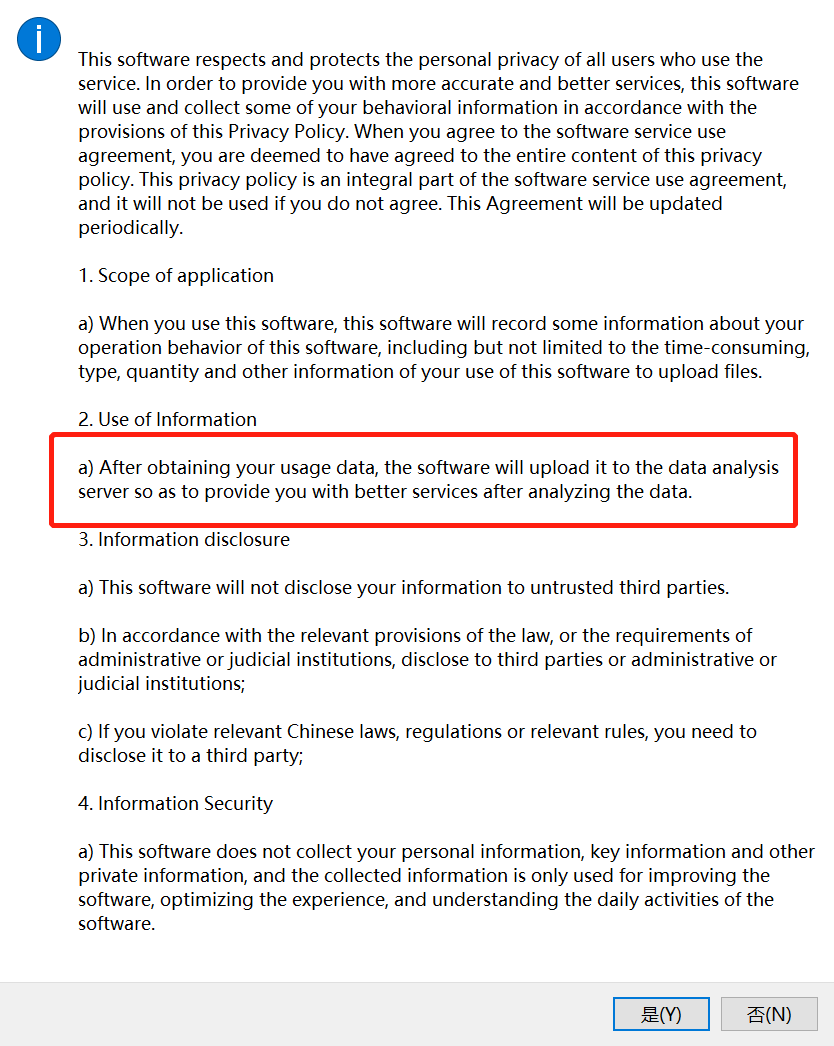 This software respects and protects the personal privacy of all users who use the
service. In order to provide you with more accurate and better services, this software
will use and collect some of your behavioral information in accordance with the
provisions of this Privacy Policy. When you agree to the software service use
agreement, you are deemed to have agreed to the entire content of this privacy
policy. This privacy policy is an integral part of the software service use agreement,
and it will not be used if you do not agree. This Agreement will be updated
periodically.
1. Scope of application
a) When you use this software, this software will record some information about your
operation behavior of this software, including but not limited to the time-consuming,
type, quantity and other information of your use of this software to upload files.
2. Use of Information
a) After obtaining your usage data, the software will upload it to the data analysis
server so as to provide you with better services after analyzing the data.
3. Information disclosure
a) This software will not disclose your information to untrusted third parties.
b) In accordance with the relevant provisions of the law, or the requirements of
administrative or judicial institutions, disclose to third parties or administrative or
judicial institutions;
c) If you violate relevant Chinese laws, regulations or relevant rules, you need to
disclose it to a third party;
4. Information Security
a) This software does not collect your personal information, key information and other
private information, and the collected information is only used for improving the
software, optimizing the experience, and understanding the daily activities of the
software.
是(Y) 否(N)